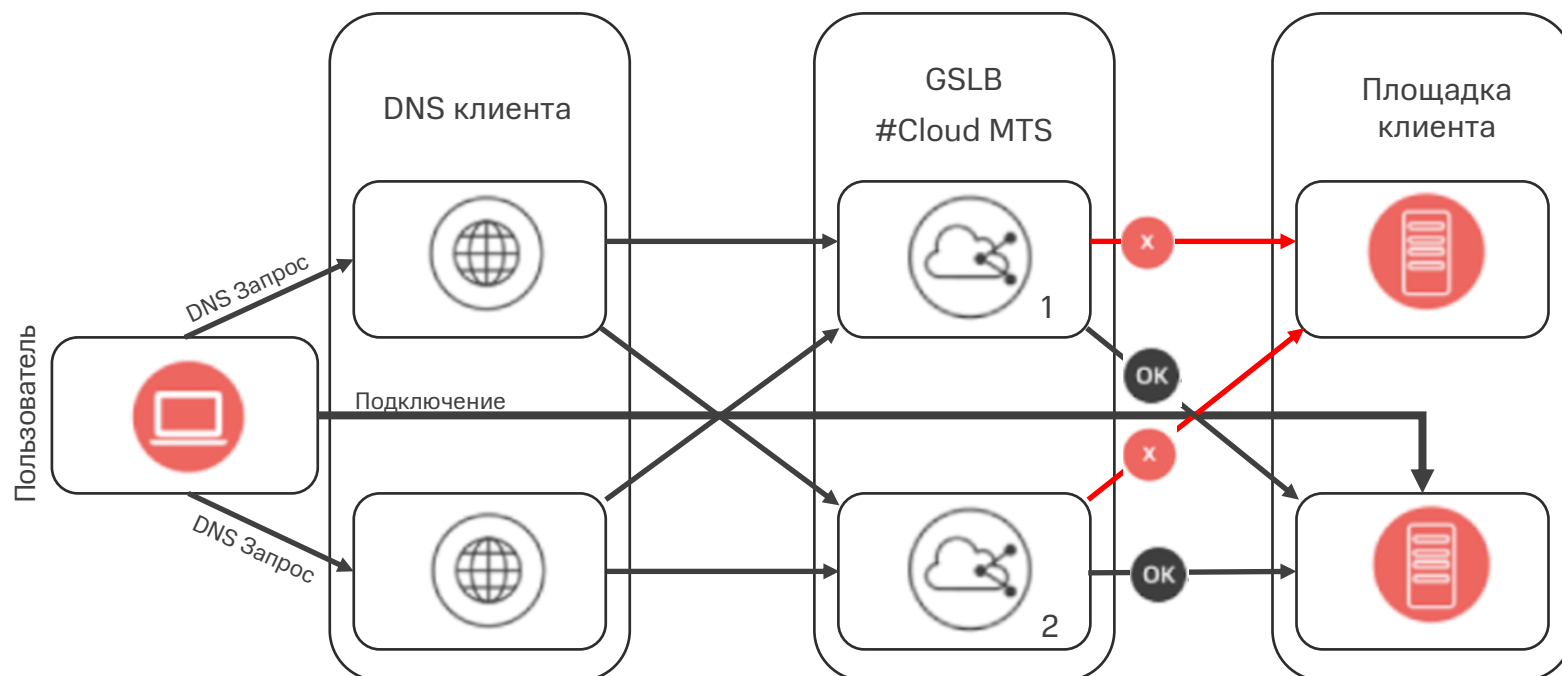 DNS клиента
GSLB
#Cloud MTS
Площадка
клиента
DNS Запрос
X
1
Пользователь
OK
Подключение
X
DNS Запрос
OK
2